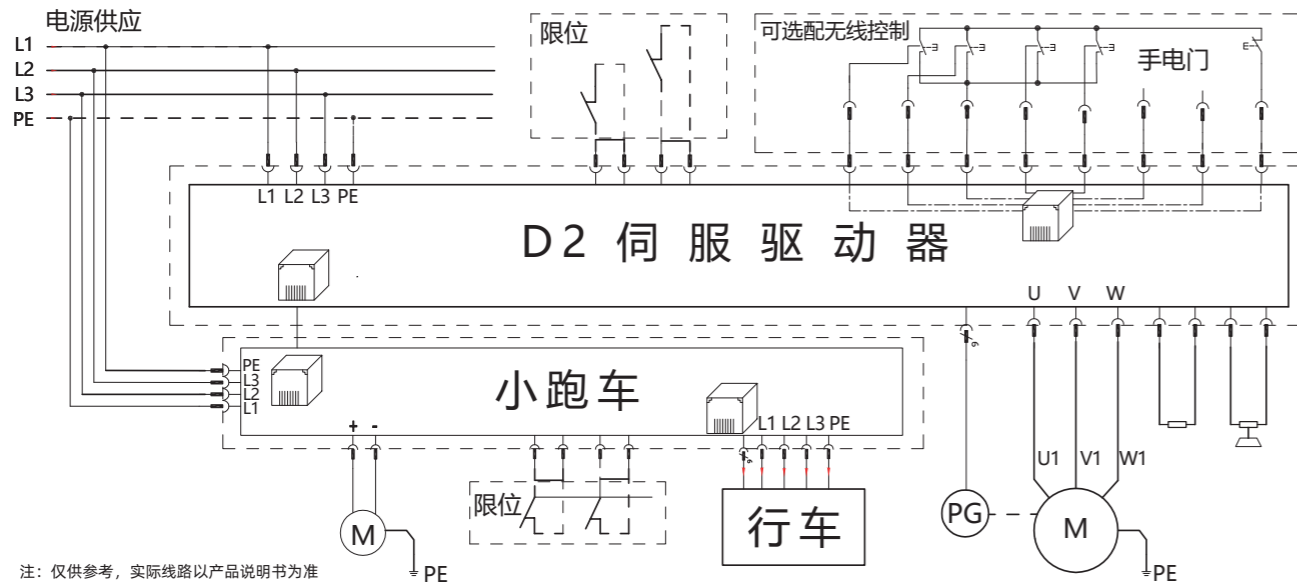 电源供应
L1
L2
L3
PE
限位
可选配无线控制
手电门
E
E
E
E
E
L1 L2 L3 PE
D2 伺服驱动器
U V W
6
PE
L3
L2
L1
小跑车
+ -
L1 L2 L3 PE
6
U1 V1 W1
限位
行车
PG
M
M
PE
PE
注：仅供参考，实际线路以产品说明书为准